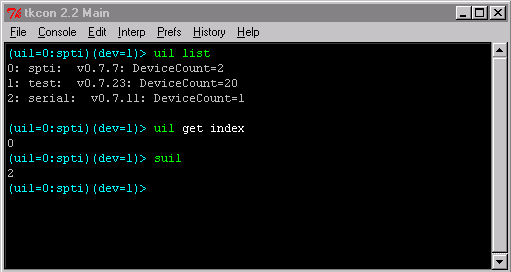 tkcon 2.2 Main
File Console Edit Interp Prefs History Help
(uil=0:spti)(dev=1)> uil list
0: spti: v0.7.7: DeviceCount=2
1: test: v0.7.23: DeviceCount=20
2: serial: v0.7.11: DeviceCount=1
(uil=0:spti)(dev=1)> uil get index
0
(uil=0:spti)(dev=1)> suil
2
(uil=0:spti)(dev=1)>